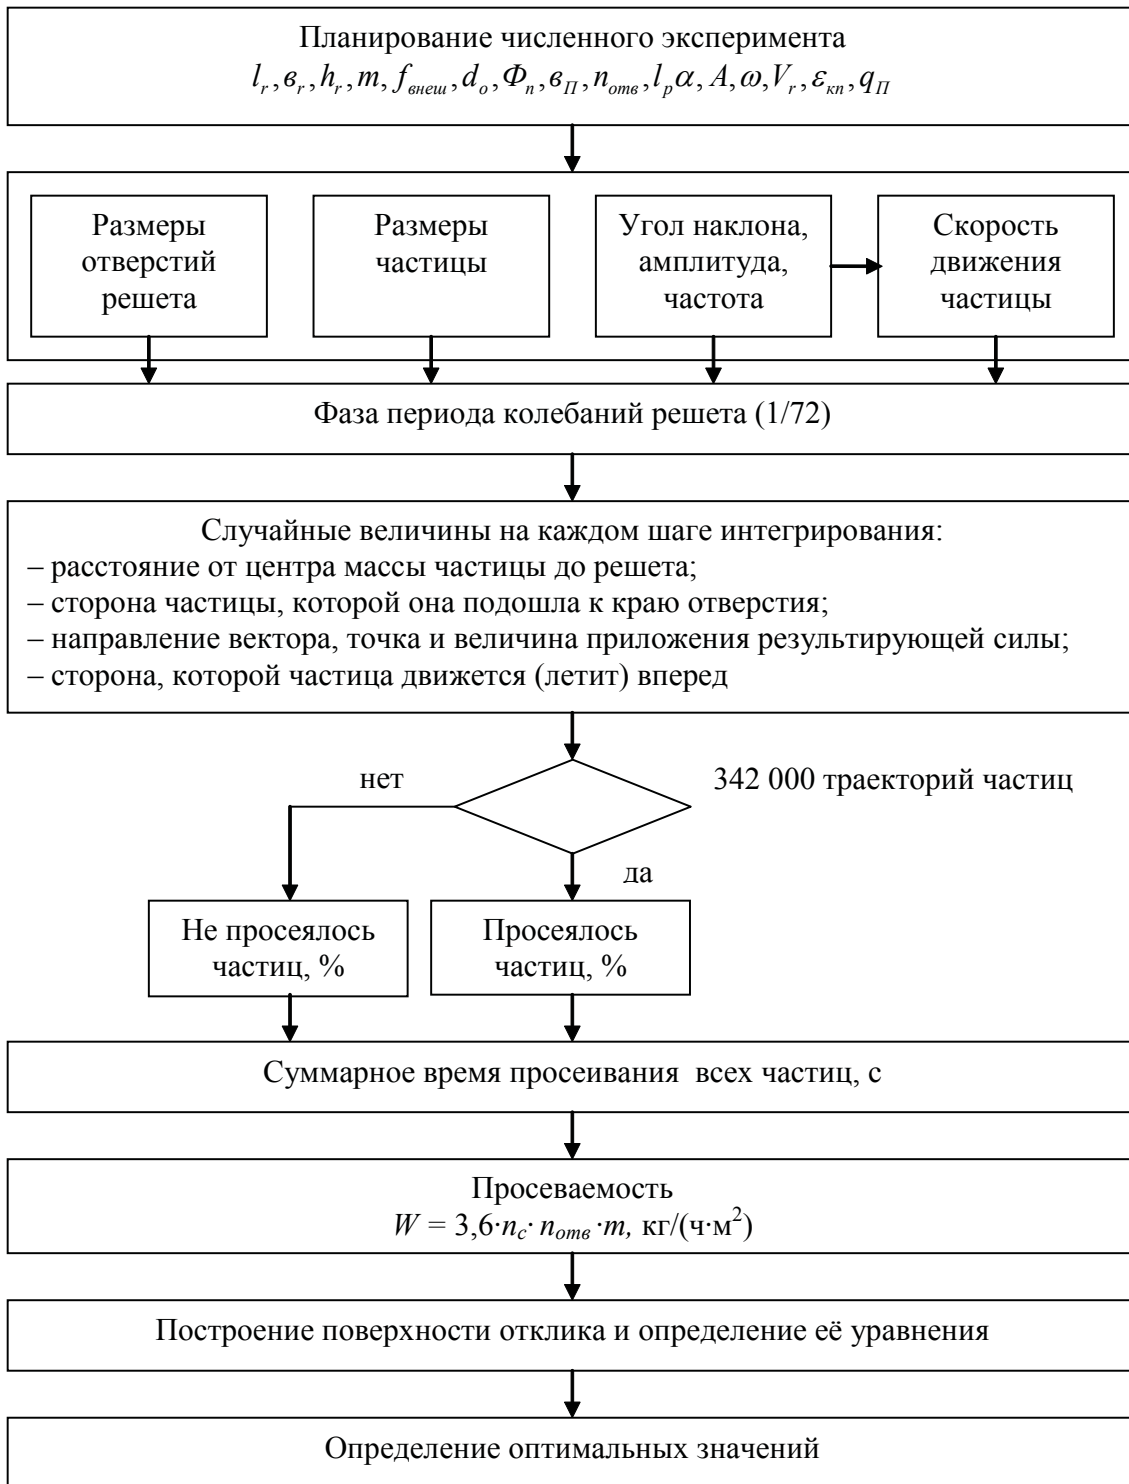 Планирование численного эксперимента
l_r, в_r, h_r, m, f_внеш, d_o, Ф_n, в_П, n_отв, l_p α, A, ω, V_r, ε_кп, q_П
Размеры
отверстий
решета
Размеры
частицы
Угол наклона,
амплитуда,
частота
Скорость
движения
частицы
Фаза периода колебаний решета (1/72)
Случайные величины на каждом шаге интегрирования:
– расстояние от центра массы частицы до решета;
– сторона частицы, которой она подошла к краю отверстия;
– направление вектора, точка и величина приложения результирующей силы;
– сторона, которой частица движется (летит) вперед
нет
342 000 траекторий частиц
да
Не просеялось
частиц, %
Просеялось
частиц, %
Суммарное время просеивания всех частиц, с
Просеваемость
W = 3,6·n_c· n_отв ·m, кг/(ч·м²)
Построение поверхности отклика и определение её уравнения
Определение оптимальных значений